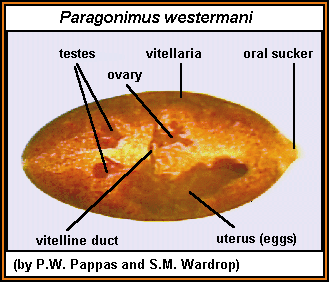 Paragonimus westermani
testes vitellaria oral sucker
ovary
vitelline duct uterus (eggs)
(by P.W. Pappas and S.M. Wardrop)